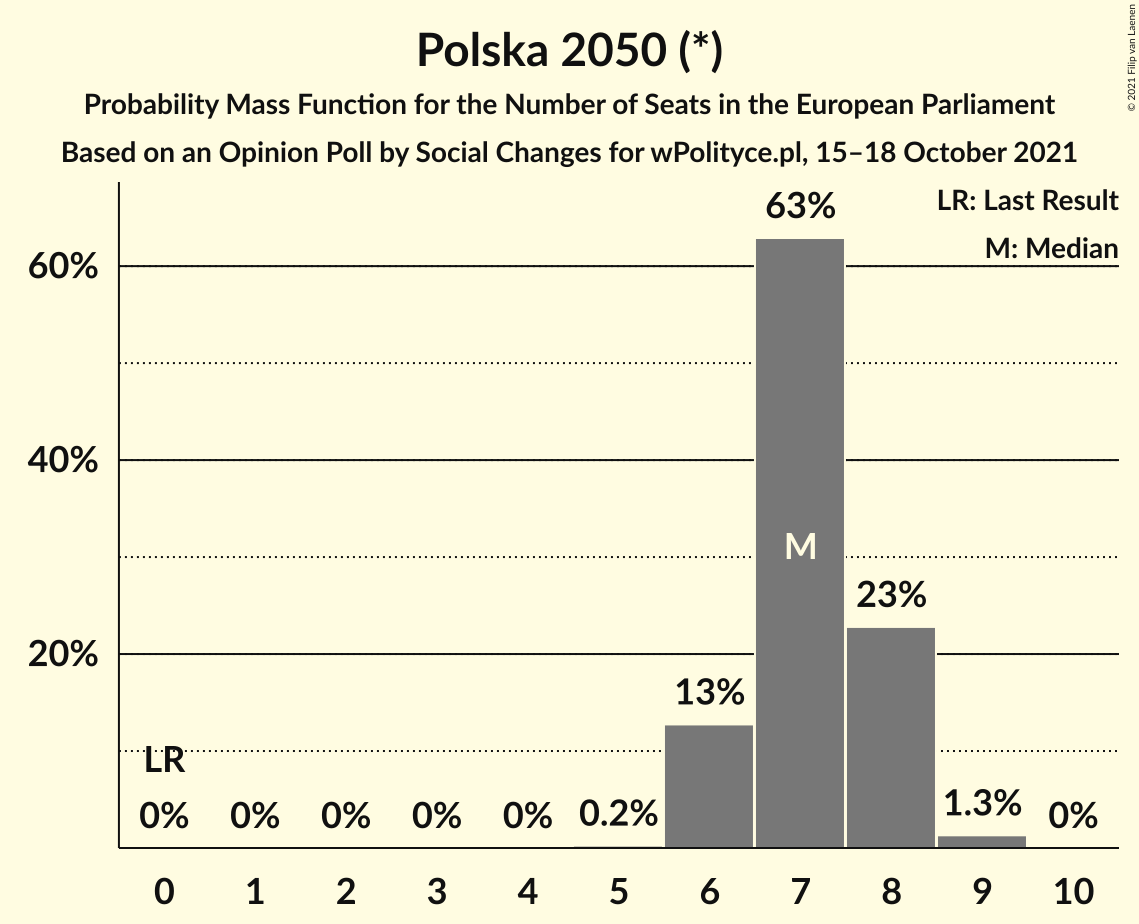 Polska 2050 (*)
Probability Mass Function for the Number of Seats in the European Parliament
Based on an Opinion Poll by Social Changes for wPolityce.pl, 15–18 October 2021
© 2021 Filip van Laenen
LR: Last Result
M: Median
63%
60%
40%
M
23%
20%
13%
LR
0% 0% 0% 0% 0% 0.2% 1.3% 0%
0 1 2 3 4 5 6 7 8 9 10